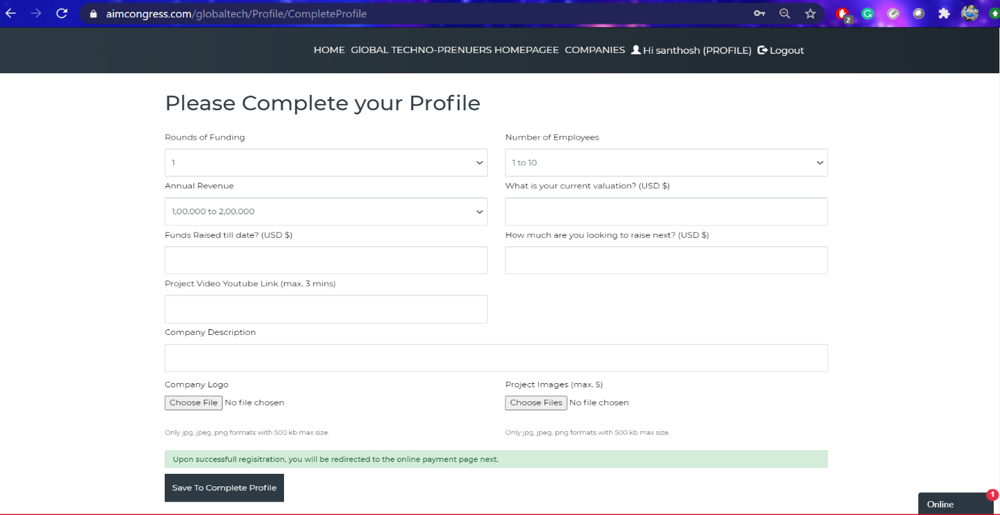 aimcongress.com/globaltech/Profile/CompleteProfile
2
HOME GlOBAL TECHNO-PRENUERS HOMEPAGEE COMPANIES Hi santhosh (PROFILE) Logout
Please Complete your Profile
Rounds of Funding
Number of Employees
1
1 to 10
Annual Revenue
What is your current valuation? (USD $)
1,00,000 to 2,00,000
Funds Raised till date? (USD $)
How much are you looking to raise next? (USD $)
Project Video Youtube Link (max. 3 mins)
Company Description
Company Logo
Project Images (max. 5)
Choose File No file chosen
Choose Files No file chosen
Only jpg, jpeg, png formats with 500 kb max size.
Only jpg, jpeg, png formats with 500 kb max size.
Upon successfull regisitration, you will be redirected to the online payment page next.
Save To Complete Profile
1
Online